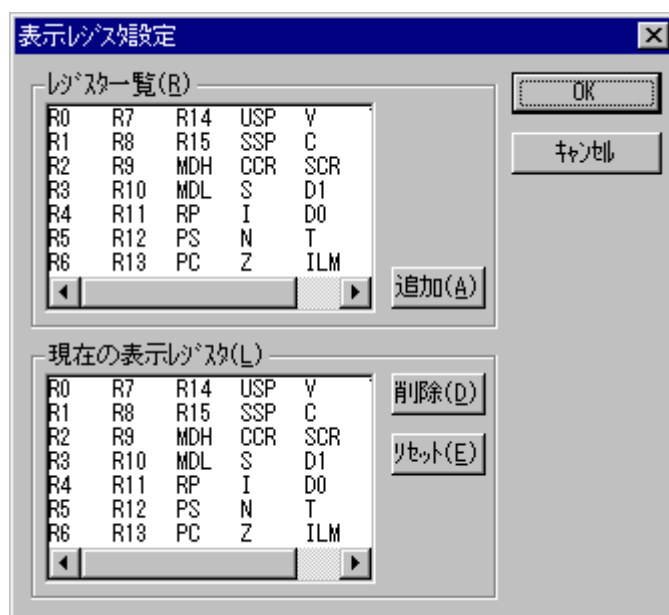 表示レジスタ設定
レジスター一覧(R)
R0 R7 R14 USP V
R1 R8 R15 SSP C
R2 R9 MDH CCR SCR
R3 R10 MDL S D1
R4 R11 RP I D0
R5 R12 PS N T
R6 R13 PC Z ILM
追加(A)
OK
キャンセル
現在の表示レジスタ(L)
R0 R7 R14 USP V
R1 R8 R15 SSP C
R2 R9 MDH CCR SCR
R3 R10 MDL S D1
R4 R11 RP I D0
R5 R12 PS N T
R6 R13 PC Z ILM
削除(D)
リセット(E)